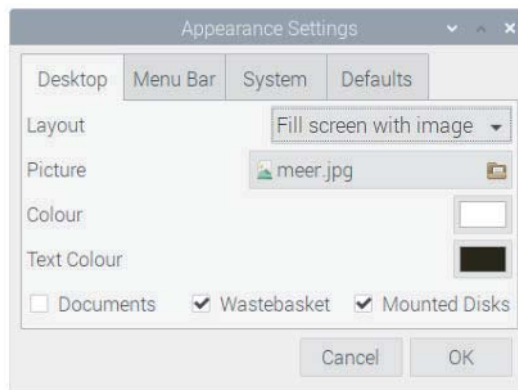 Appearance Settings
Desktop Menu Bar System Defaults
Layout Fill screen with image
Picture meer.jpg
Colour
Text Colour
Documents Wastebasket Mounted Disks
Cancel OK